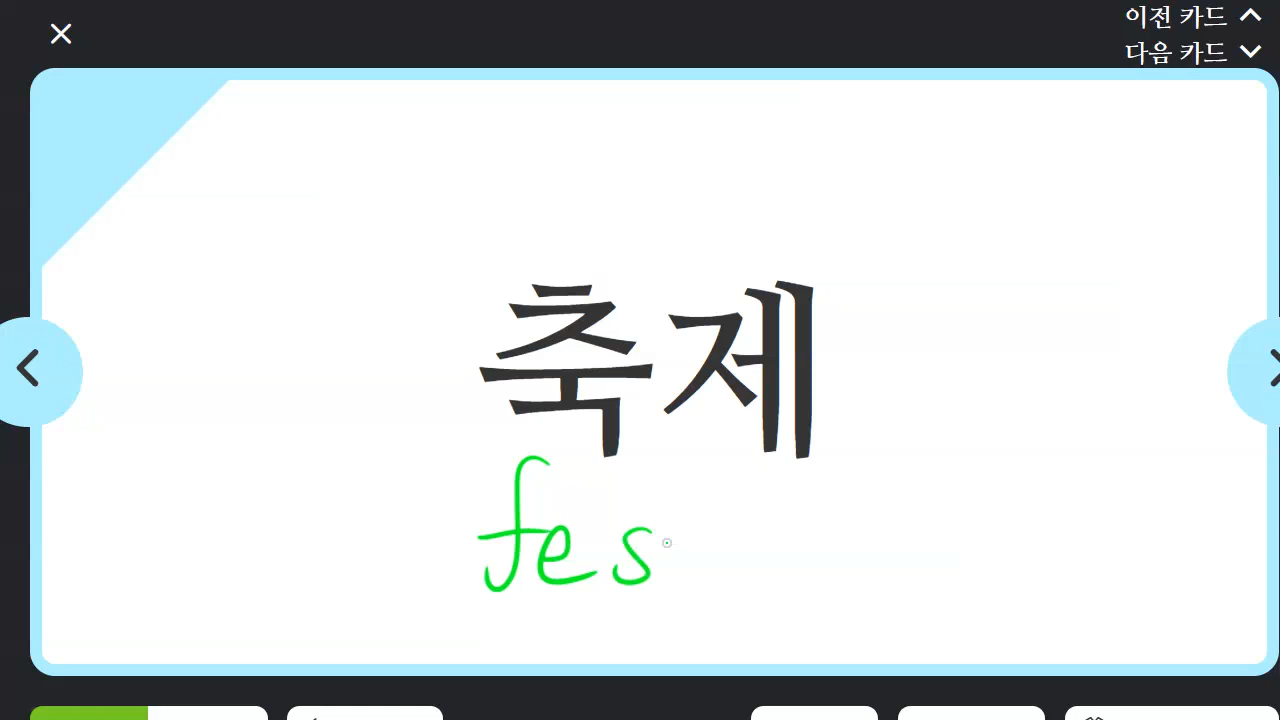 이전 카드
다음 카드
축제
fes